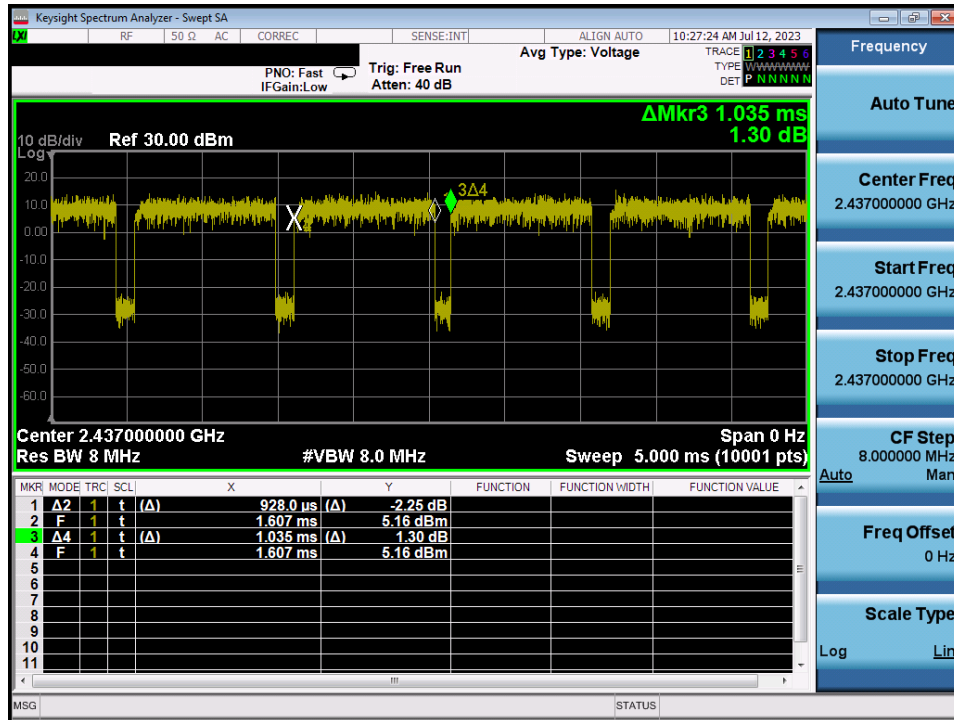 Keysight Spectrum Analyzer - Swept SA
LXI RF 50 Ω AC CORREC SENSE:INT ALIGN AUTO 10:27:24 AM Jul 12, 2023
Frequency
Avg Type: Voltage TRACE 1 2 3 4 5 6
PNO: Fast Trig: Free Run TYPE WWWWWW
IFGain:Low Atten: 40 dB DET P N N N N N
Auto Tune
ΔMkr3 1.035 ms
1.30 dB
10 dB/div Ref 30.00 dBm
Log
20.0
10.0
0.00
-10.0
-20.0
-30.0
-40.0
-50.0
-60.0
3Δ4
Center Freq
2.437000000 GHz
Start Freq
2.437000000 GHz
Stop Freq
2.437000000 GHz
Center 2.437000000 GHz Span 0 Hz
Res BW 8 MHz #VBW 8.0 MHz Sweep 5.000 ms (10001 pts)
CF Step
8.000000 MHz
Auto Man
MKR MODE TRC SCL X Y FUNCTION FUNCTION WIDTH FUNCTION VALUE
1 Δ2 1 t (Δ) 928.0 µs (Δ) -2.25 dB
2 F 1 t 1.607 ms 5.16 dBm
3 Δ4 1 t (Δ) 1.035 ms (Δ) 1.30 dB
4 F 1 t 1.607 ms 5.16 dBm
5
6
7
8
9
10
11
Freq Offset
0 Hz
Scale Type
Log Lin
MSG STATUS